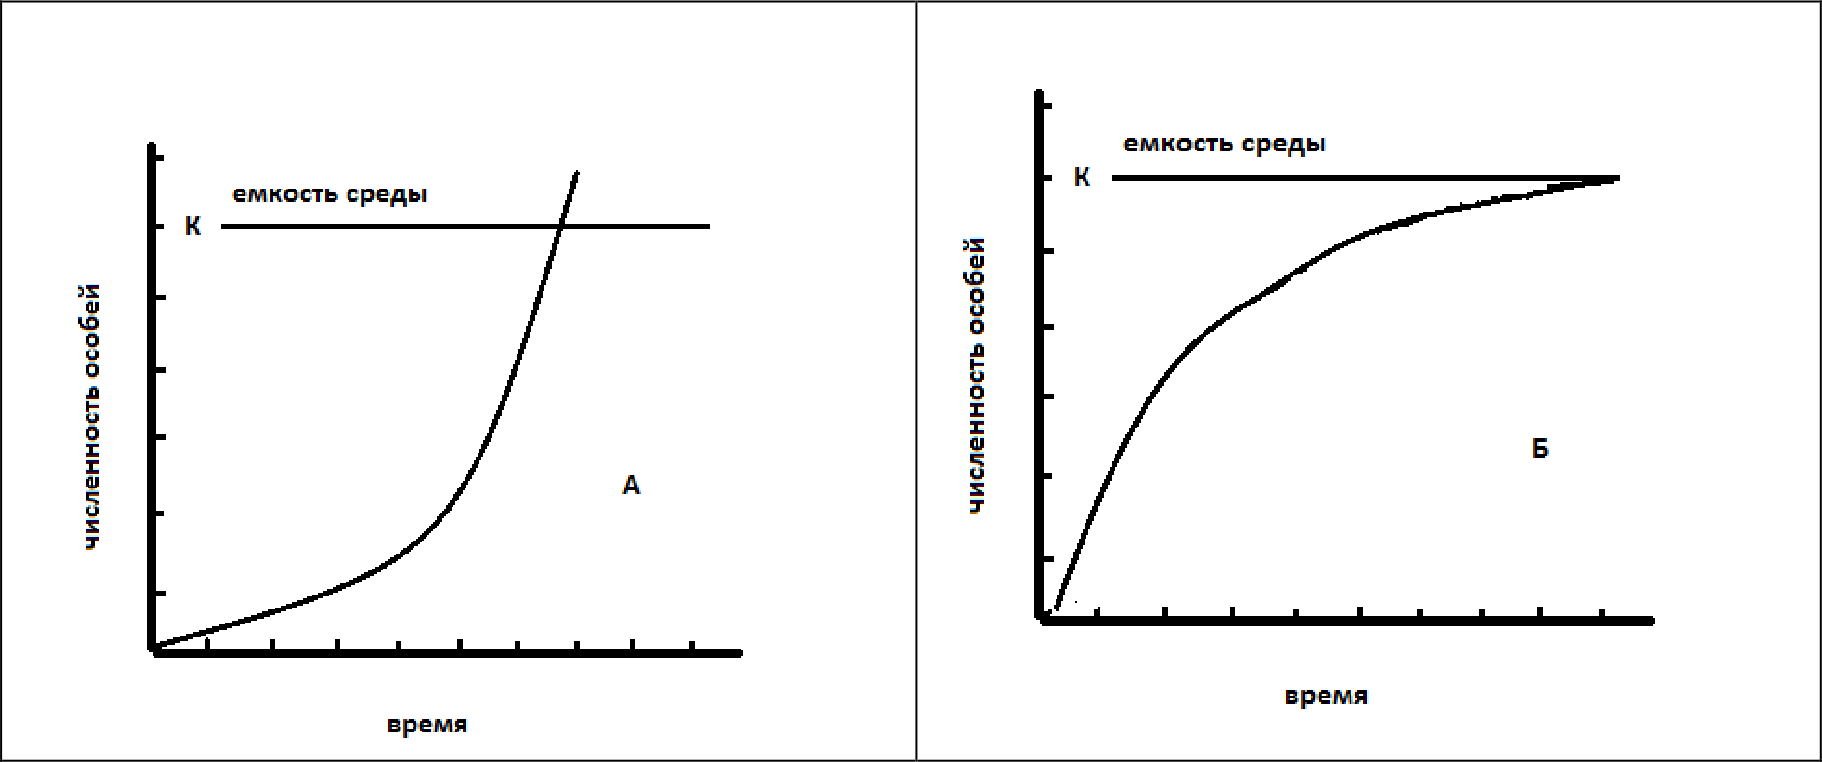 емкость среды
К
численность особей
А
время
емкость среды
К
численность особей
Б
время